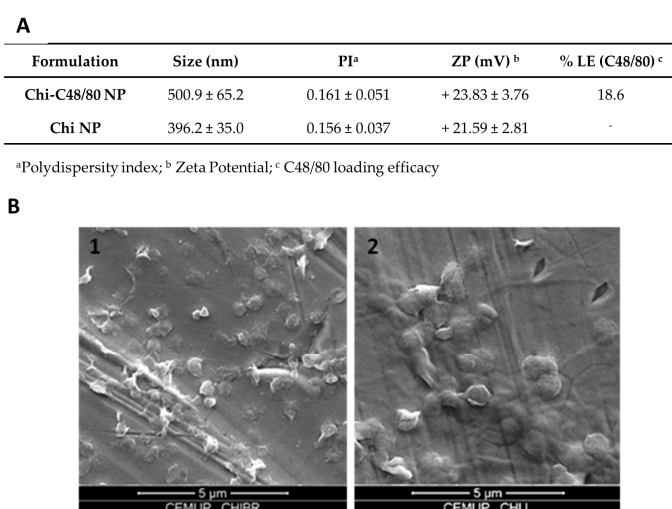 A
Formulation Size (nm) PIᵃ ZP (mV) ᵇ % LE (C48/80) ᶜ
Chi-C48/80 NP 500.9 ± 65.2 0.161 ± 0.051 + 23.83 ± 3.76 18.6
Chi NP 396.2 ± 35.0 0.156 ± 0.037 + 21.59 ± 2.81 -
ᵃPolydispersity index; ᵇ Zeta Potential; ᶜ C48/80 loading efficacy
B
1 2
5 µm 5 µm
CEMUP